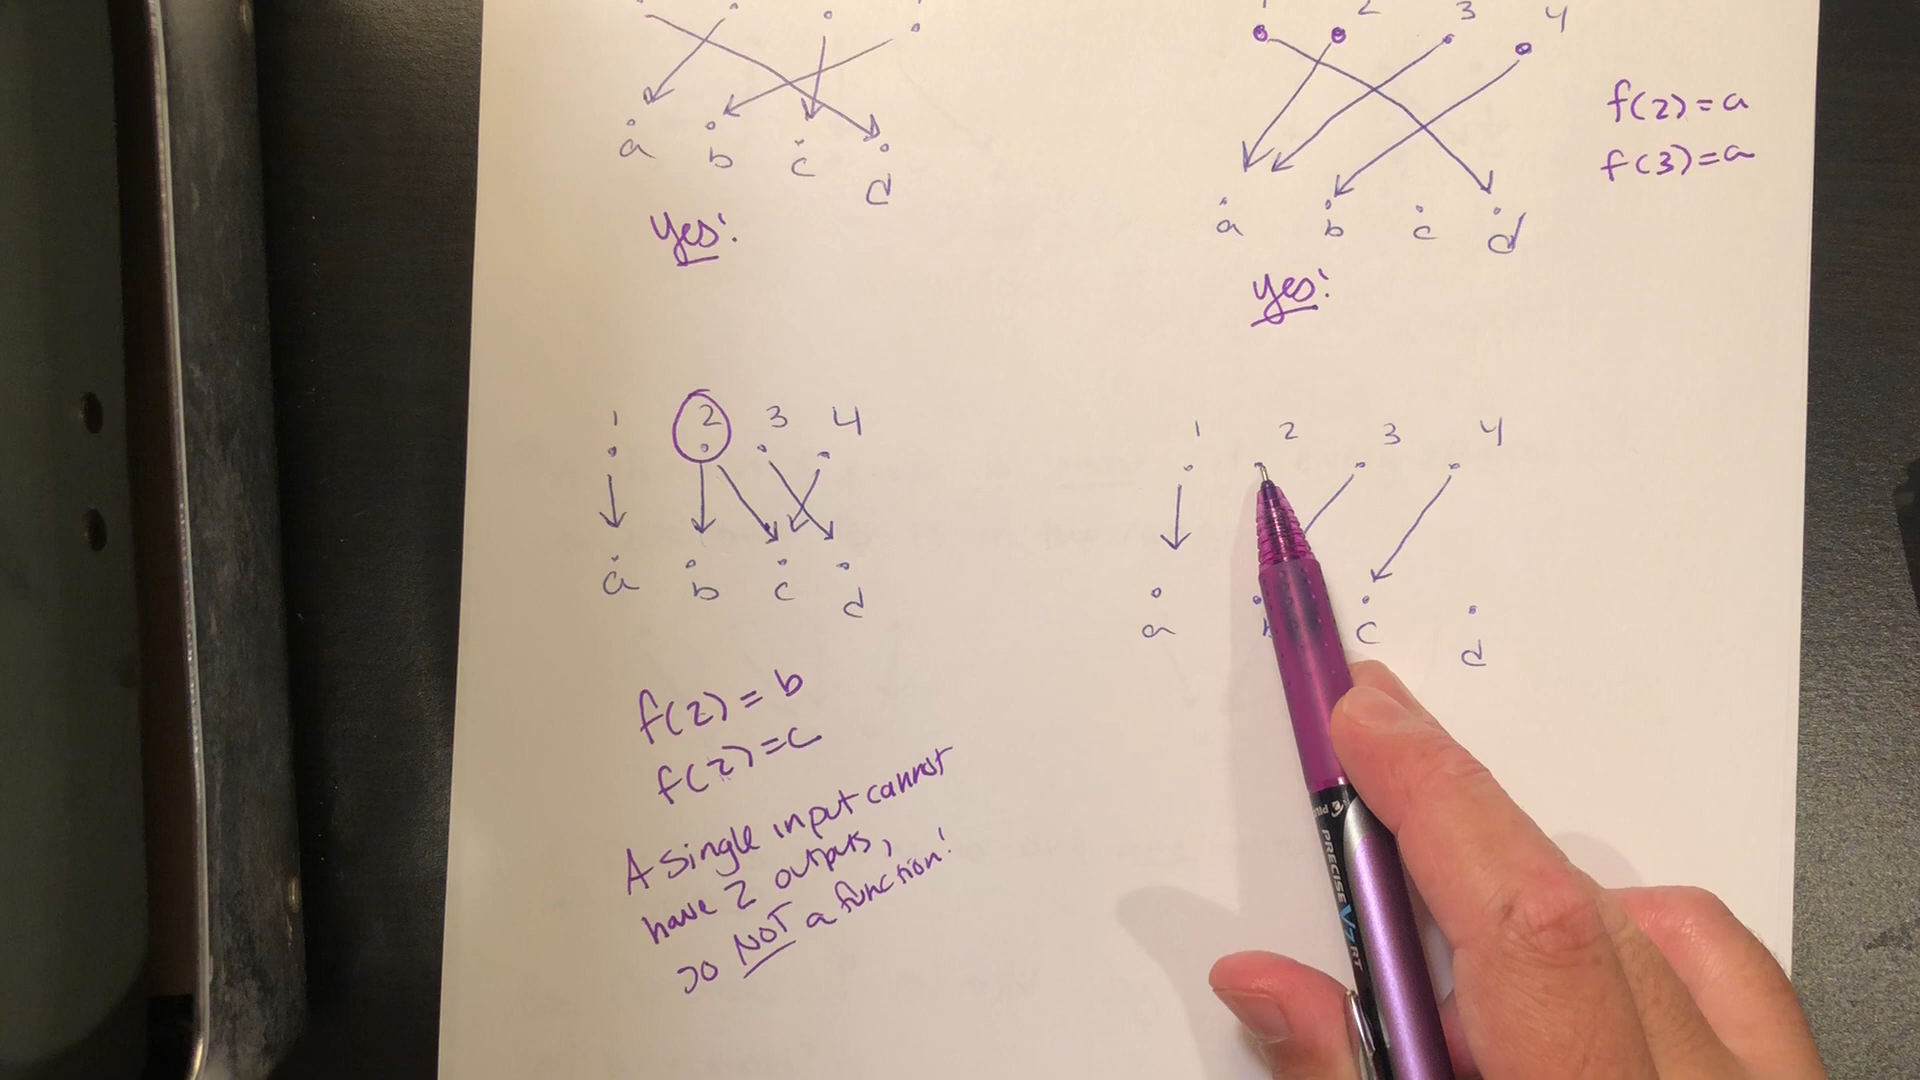 2 3 4
a b c d
yes!
a b c d
yes!
f(2)=a
f(3)=a
1 2 3 4
a b c d
f(2)=b
f(2)=c
A single input cannot
have 2 outputs,
so NOT a function!
1 2 3 4
a c d
PRECISE V7 RT